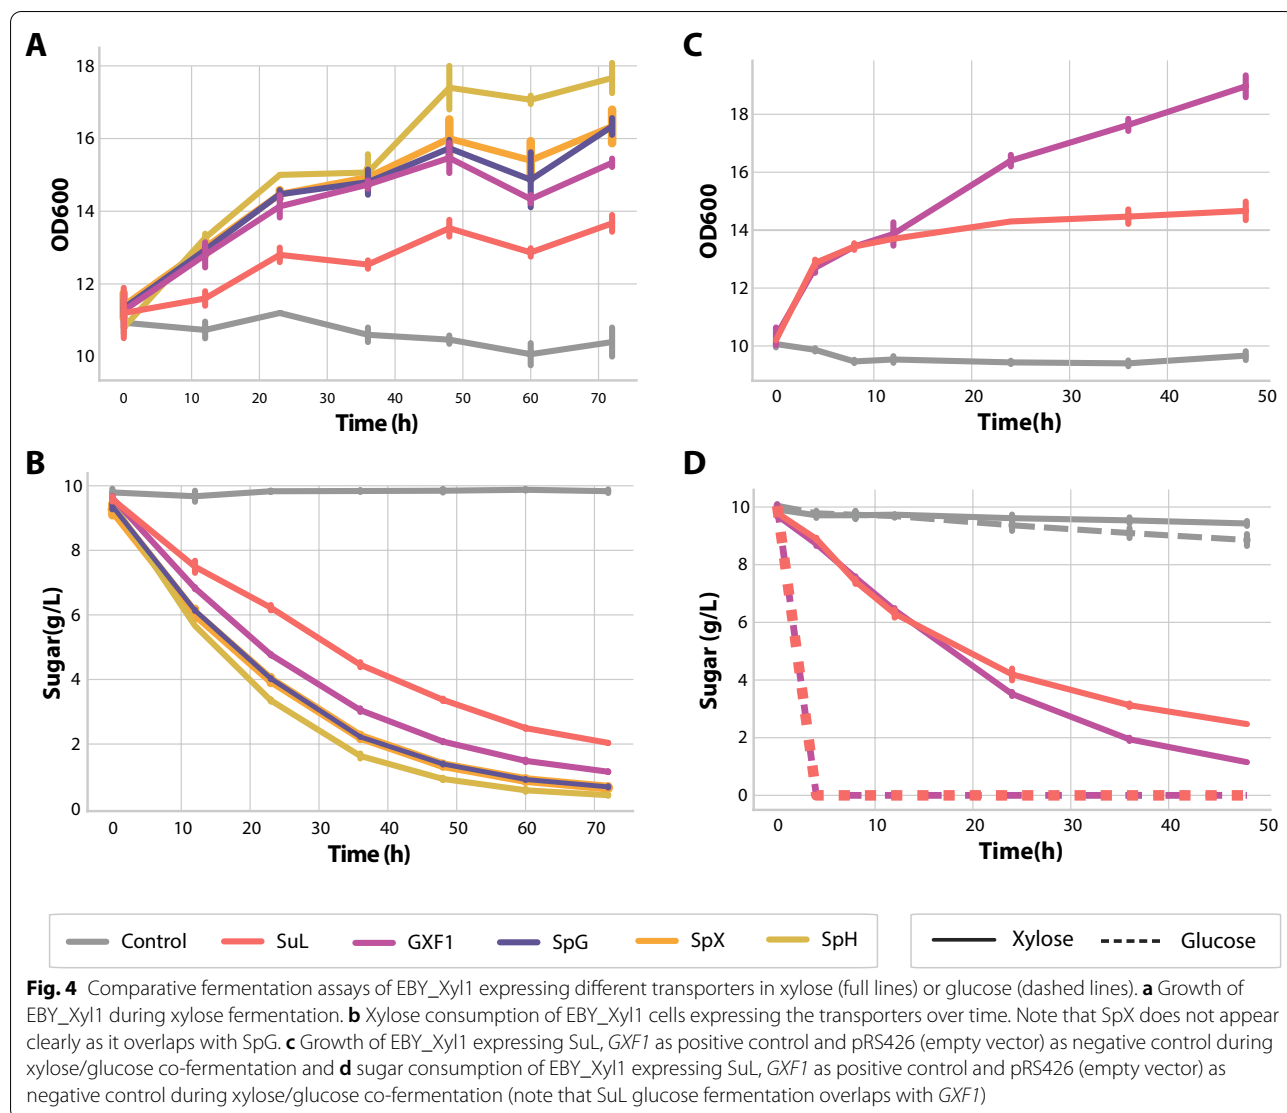 A
18
16
14
12
10
OD600
0 10 20 30 40 50 60 70
Time (h)
C
18
16
14
12
10
OD600
0 10 20 30 40 50
Time(h)
B
10
8
6
4
2
0
Sugar(g/L)
0 10 20 30 40 50 60 70
Time (h)
D
10
8
6
4
2
0
Sugar (g/L)
0 10 20 30 40 50
Time(h)
Control SuL GXF1 SpG SpX SpH
Xylose Glucose
Fig. 4 Comparative fermentation assays of EBY_Xyl1 expressing different transporters in xylose (full lines) or glucose (dashed lines). a Growth of
EBY_Xyl1 during xylose fermentation. b Xylose consumption of EBY_Xyl1 cells expressing the transporters over time. Note that SpX does not appear
clearly as it overlaps with SpG. c Growth of EBY_Xyl1 expressing SuL, GXF1 as positive control and pRS426 (empty vector) as negative control during
xylose/glucose co-fermentation and d sugar consumption of EBY_Xyl1 expressing SuL, GXF1 as positive control and pRS426 (empty vector) as
negative control during xylose/glucose co-fermentation (note that SuL glucose fermentation overlaps with GXF1)